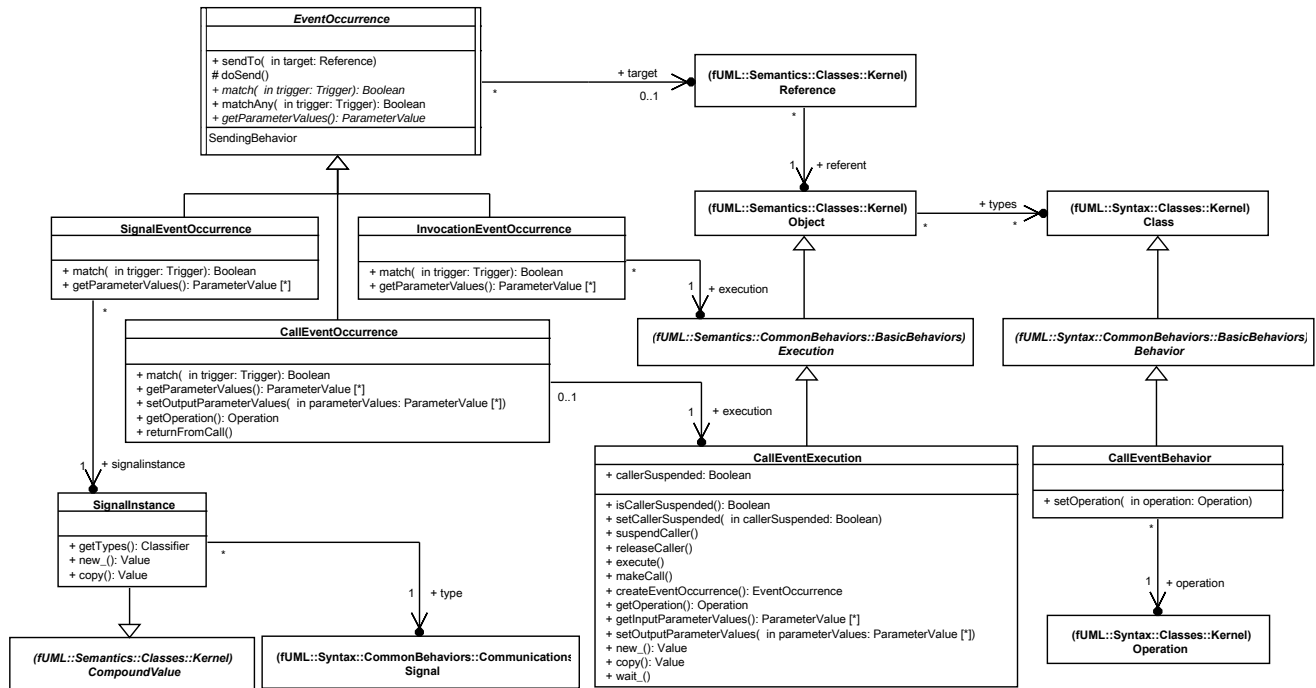 EventOccurrence
+ sendTo( in target: Reference)
# doSend()
+ match( in trigger: Trigger): Boolean
+ matchAny( in trigger: Trigger): Boolean
+ getParameterValues(): ParameterValue
SendingBehavior
+ target
*
0..1
(fUML::Semantics::Classes::Kernel)
Reference
*
1
+ referent
(fUML::Semantics::Classes::Kernel)
Object
+ types
*
*
(fUML::Syntax::Classes::Kernel)
Class
SignalEventOccurrence
+ match( in trigger: Trigger): Boolean
+ getParameterValues(): ParameterValue [*]
*
InvocationEventOccurrence
+ match( in trigger: Trigger): Boolean
+ getParameterValues(): ParameterValue [*]
*
1
+ execution
CallEventOccurrence
+ match( in trigger: Trigger): Boolean
+ getParameterValues(): ParameterValue [*]
+ setOutputParameterValues( in parameterValues: ParameterValue [*])
+ getOperation(): Operation
+ returnFromCall()
0..1
1
+ execution
(fUML::Semantics::CommonBehaviors::BasicBehaviors)
Execution
(fUML::Syntax::CommonBehaviors::BasicBehaviors)
Behavior
1
+ signalinstance
SignalInstance
+ getTypes(): Classifier
+ new_(): Value
+ copy(): Value
*
1
+ type
CallEventExecution
+ callerSuspended: Boolean
+ isCallerSuspended(): Boolean
+ setCallerSuspended( in callerSuspended: Boolean)
+ suspendCaller()
+ releaseCaller()
+ execute()
+ makeCall()
+ createEventOccurrence(): EventOccurrence
+ getOperation(): Operation
+ getInputParameterValues(): ParameterValue [*]
+ setOutputParameterValues( in parameterValues: ParameterValue [*])
+ new_(): Value
+ copy(): Value
+ wait_()
CallEventBehavior
+ setOperation( in operation: Operation)
*
1
+ operation
(fUML::Semantics::Classes::Kernel)
CompoundValue
(fUML::Syntax::CommonBehaviors::Communications
Signal
(fUML::Syntax::Classes::Kernel)
Operation